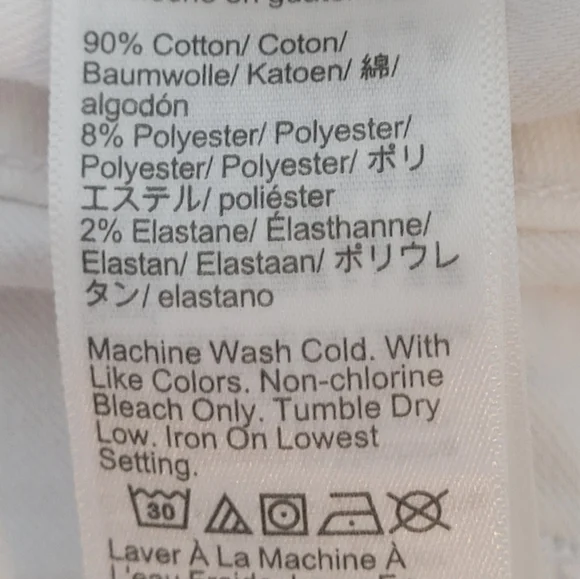 90% Cotton/ Coton/
Baumwolle/ Katoen/ 綿/
algodón
8% Polyester/ Polyester/
Polyester/ Polyester/ ポリ
エステル/ poliéster
2% Elastane/ Élasthanne/
Elastan/ Elastaan/ ポリウレ
タン/ elastano
Machine Wash Cold. With
Like Colors. Non-chlorine
Bleach Only. Tumble Dry
Low. Iron On Lowest
Setting.
30
Laver À La Machine À